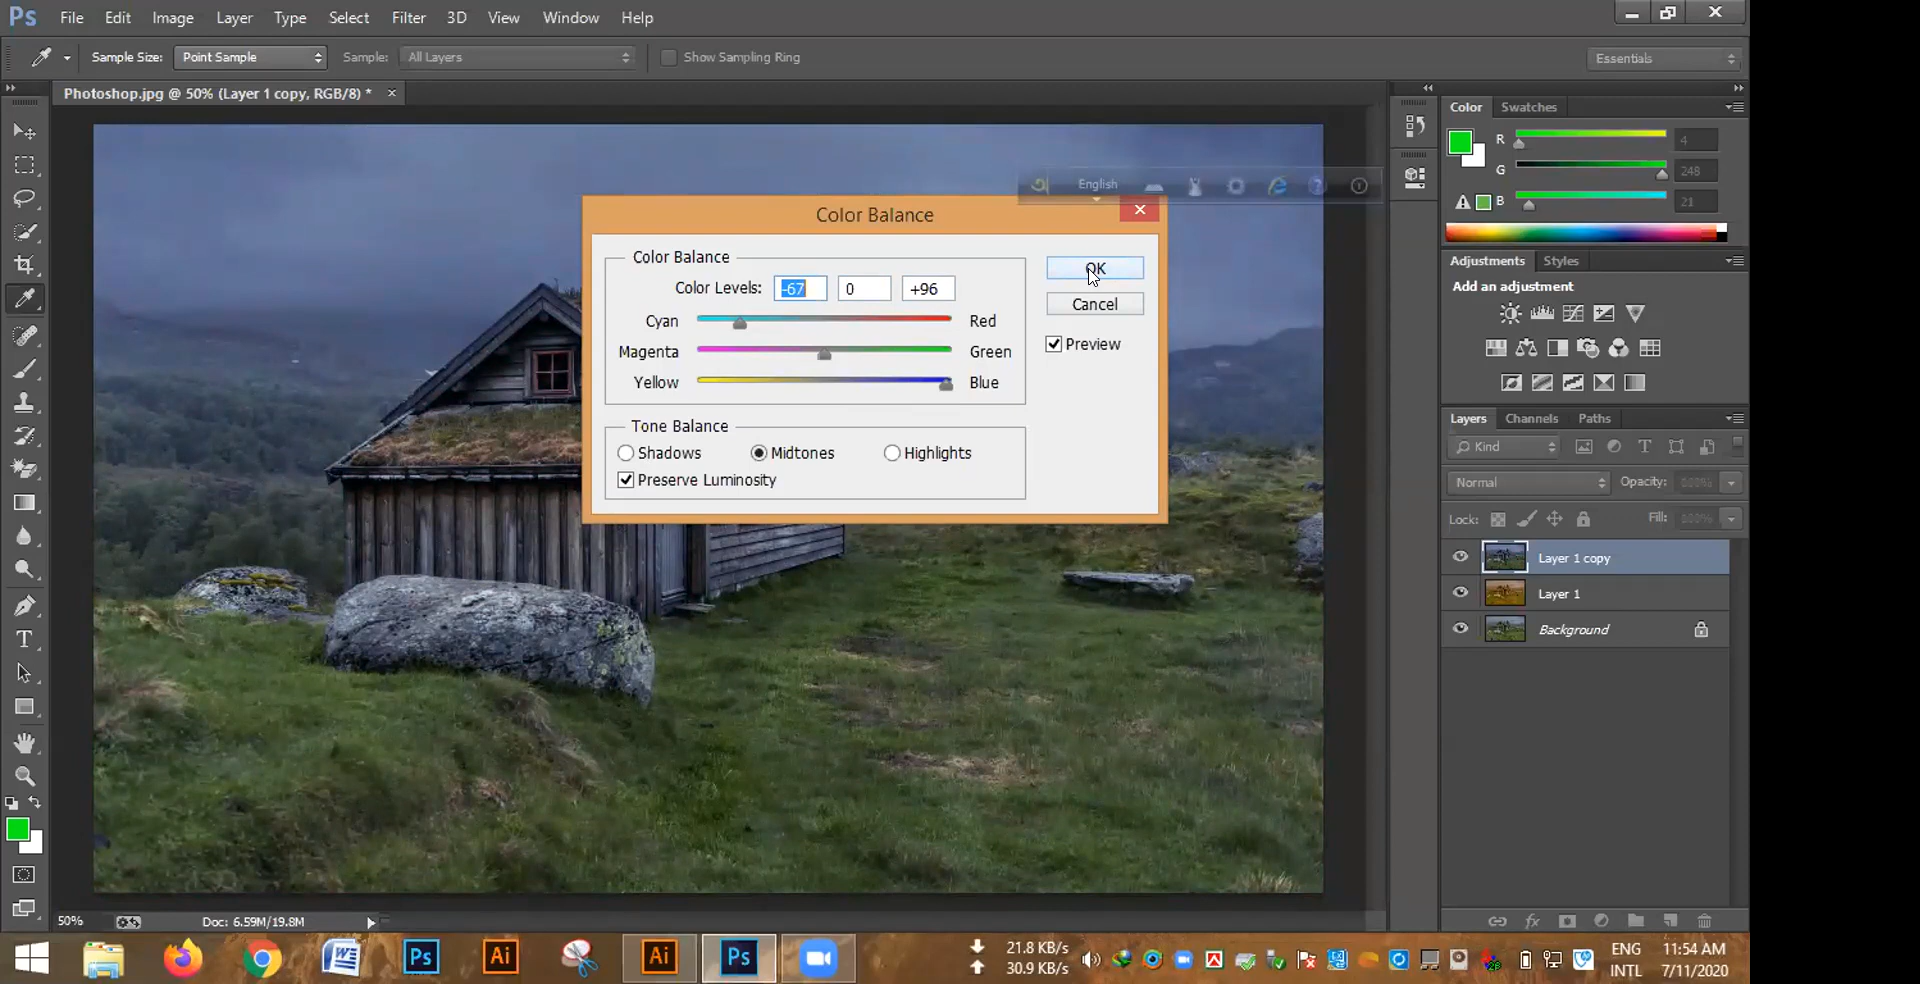 Ps File Edit Image Layer Type Select Filter 3D View Window Help
Sample Size: Point Sample Sample: All Layers Show Sampling Ring Essentials
Photoshop.jpg @ 50% (Layer 1 copy, RGB/8) * ×
Color Swatches
R 4
G 248
B 21
English
Color Balance
Color Balance
Color Levels: -67 0 +96
Cyan Red
Magenta Green
Yellow Blue
Tone Balance
Shadows Midtones Highlights
Preserve Luminosity
OK
Cancel
Preview
Adjustments Styles
Add an adjustment
Layers Channels Paths
Kind
Normal Opacity:
Lock: Fill:
Layer 1 copy
Layer 1
Background
50% Doc: 6.59M/19.8M
Ps Ai Ai Ps
21.8 KB/s
30.9 KB/s
ENG
INTL
11:54 AM
7/11/2020